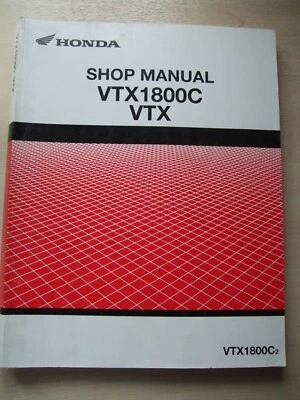 HONDA
SHOP MANUAL
VTX1800C
VTX
VTX1800C2